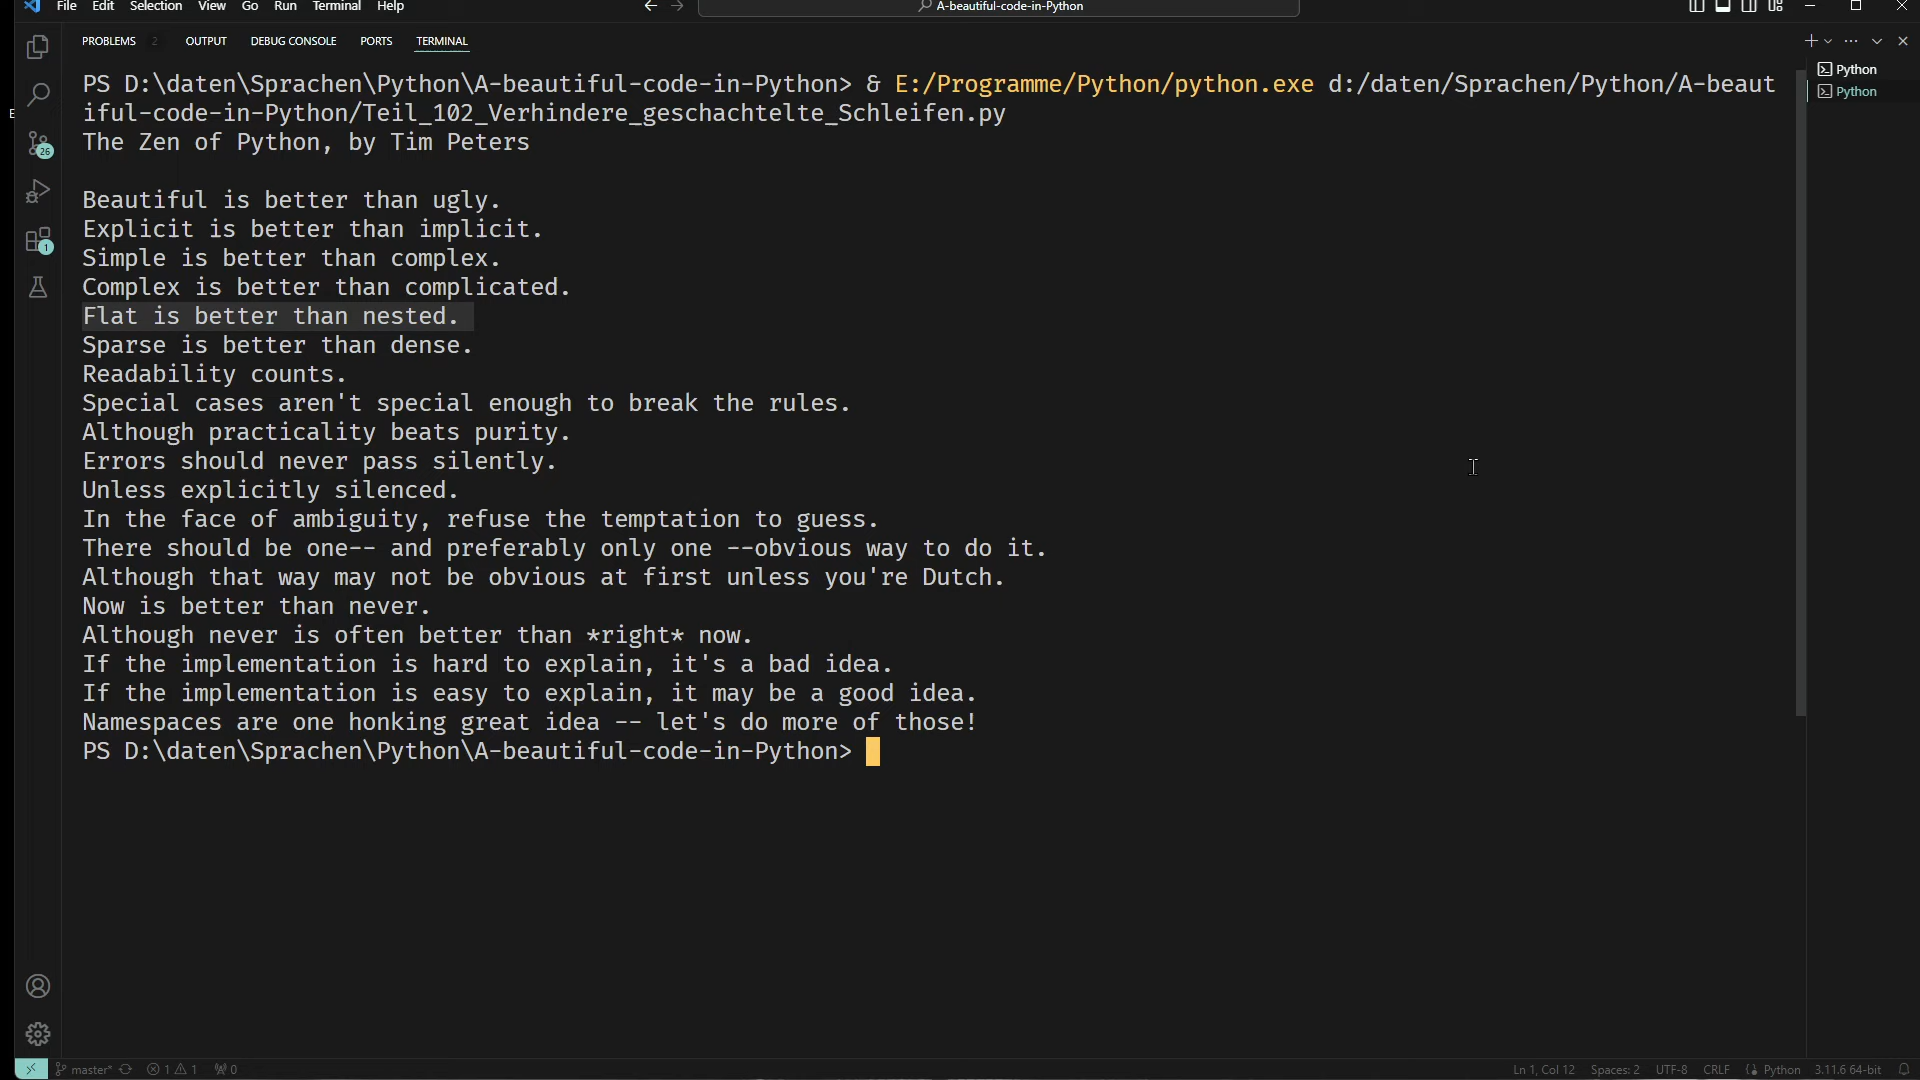 File Edit Selection View Go Run Terminal Help
A-beautiful-code-in-Python
PROBLEMS 2 OUTPUT DEBUG CONSOLE PORTS TERMINAL
PS D:\daten\Sprachen\Python\A-beautiful-code-in-Python> & E:/Programme/Python/python.exe d:/daten/Sprachen/Python/A-beaut
iful-code-in-Python/Teil_102_Verhindere_geschachtelte_Schleifen.py
The Zen of Python, by Tim Peters
Beautiful is better than ugly.
Explicit is better than implicit.
Simple is better than complex.
Complex is better than complicated.
Flat is better than nested.
Sparse is better than dense.
Readability counts.
Special cases aren't special enough to break the rules.
Although practicality beats purity.
Errors should never pass silently.
Unless explicitly silenced.
In the face of ambiguity, refuse the temptation to guess.
There should be one-- and preferably only one --obvious way to do it.
Although that way may not be obvious at first unless you're Dutch.
Now is better than never.
Although never is often better than *right* now.
If the implementation is hard to explain, it's a bad idea.
If the implementation is easy to explain, it may be a good idea.
Namespaces are one honking great idea -- let's do more of those!
PS D:\daten\Sprachen\Python\A-beautiful-code-in-Python>
Python
Python
26
1
master* 1 1 0 Ln 1, Col 12 Spaces: 2 UTF-8 CRLF Python 3.11.6 64-bit